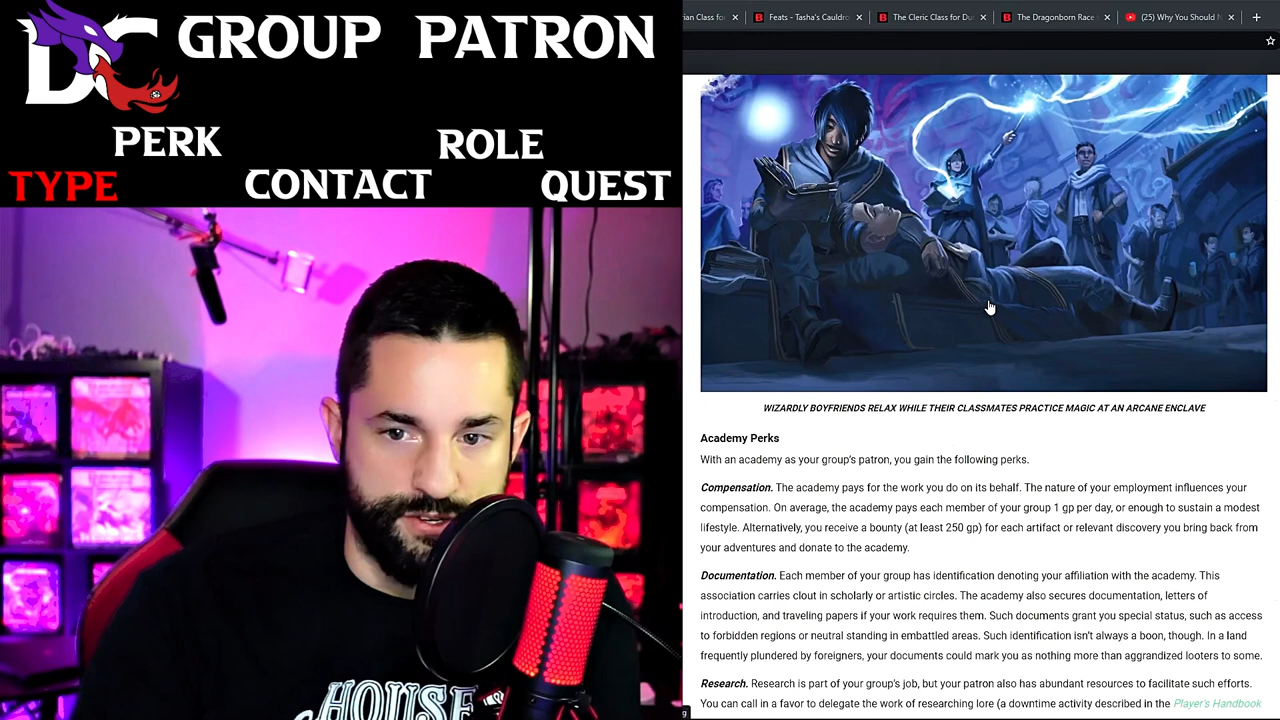 DC GROUP PATRON
PERK ROLE
TYPE CONTACT QUEST
Feats -
Cleric Class
The Dragonborn
(25)
WIZARDLY BOYFRIENDS RELAX WHILE THEIR CLASSMATES PRACTICE MAGIC AT AN ARCANE ENCLAVE
Academy Perks
With an academy as your group's patron, you gain the following perks.
Compensation. The academy pays for the work you do on its behalf. The nature of your employment influences your
compensation. On average, the academy pays each member of your group 1 gp per day, or enough to sustain a modest
lifestyle. Alternatively, you receive a bounty (at least 250 gp) for each artifact or relevant discovery you bring back from
your adventures and donate to the academy.
Documentation. Each member of your group has identification denoting your affiliation with the academy. This
association carries clout in scholarly or artistic circles. The academy also secures documentation, letters of
introduction, and traveling papers if your work requires them. Such documents grant you special status, such as access
to forbidden regions or neutral standing in embattled areas. Such identification isn't always a boon, though. In a land
frequently plundered by foreigners, your documents could mark you as nothing more than aggrandized looters to some.
Research. Research is part of your group's job, but your patron has abundant resources to facilitate such efforts.
You can call in a favor to delegate the work of researching lore (a downtime activity described in the Player's Handbook
HOUSE